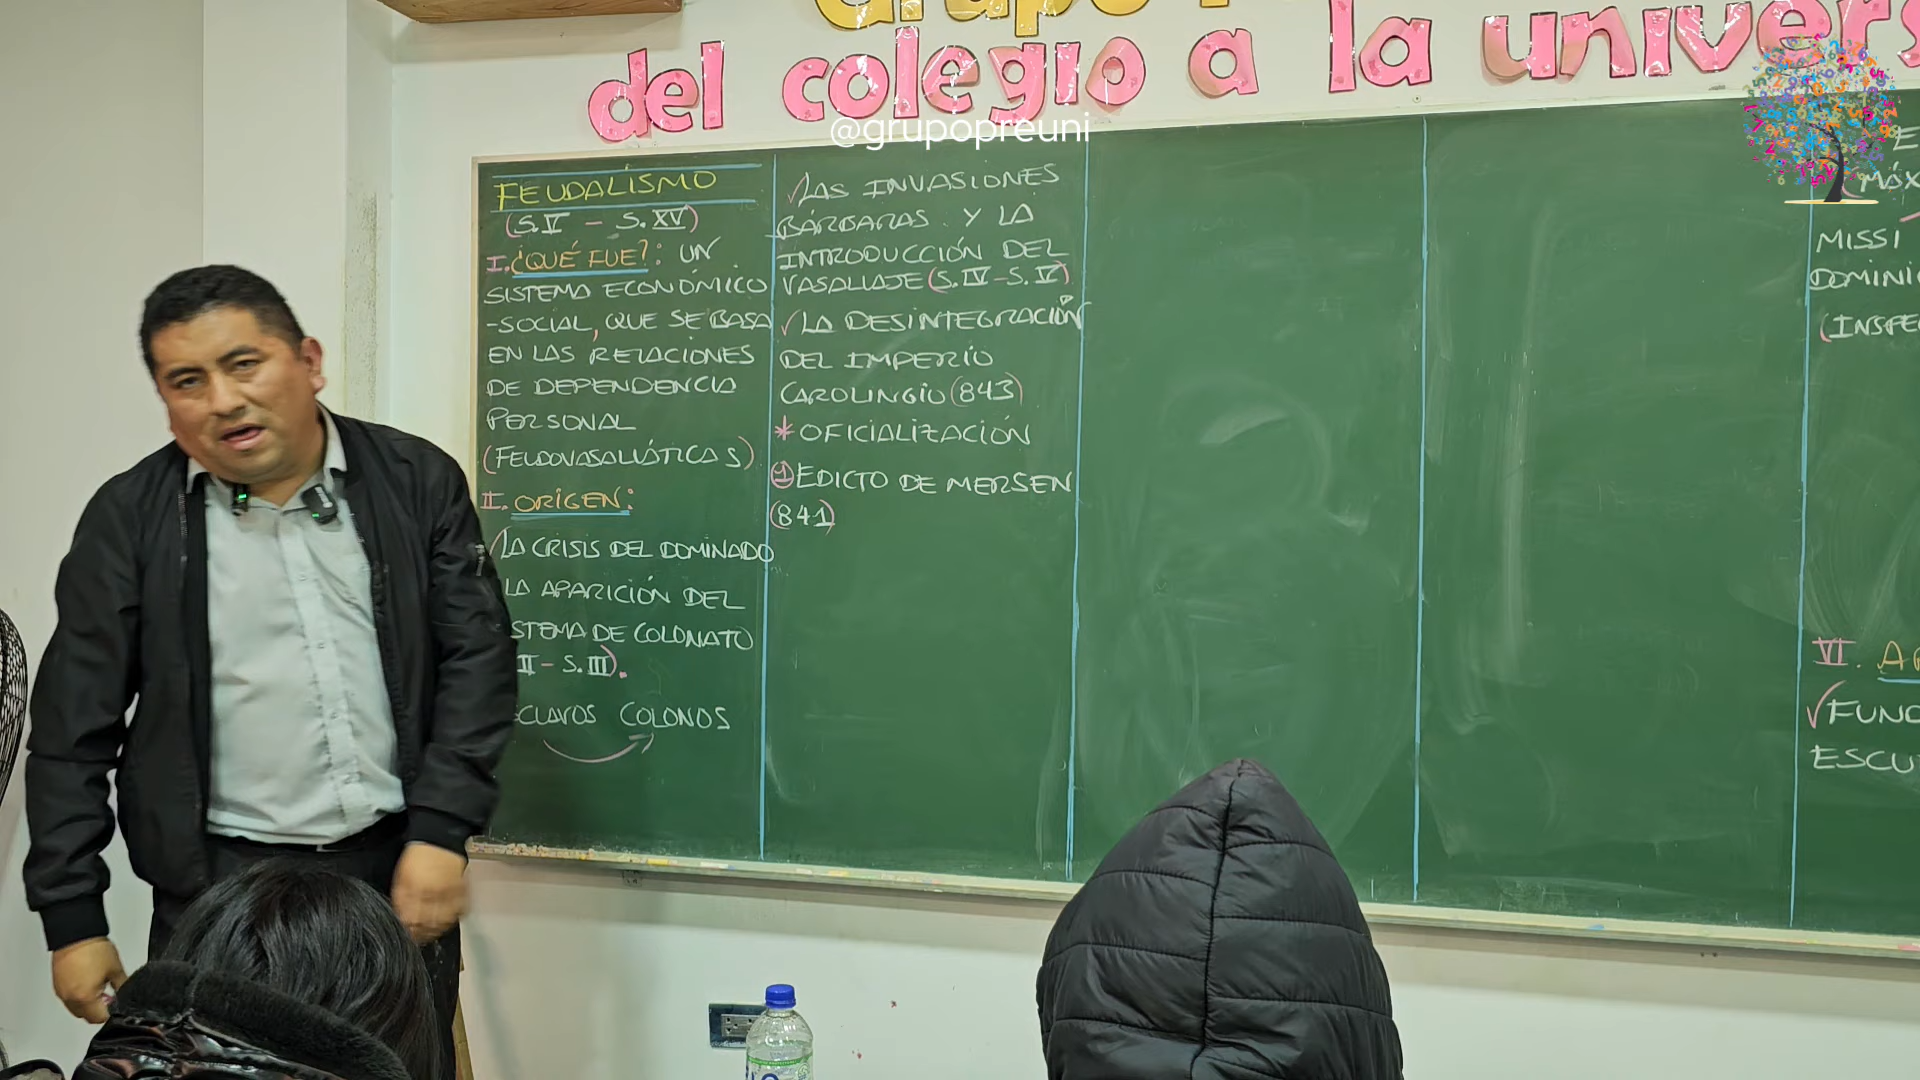 del colegio a la univers
@grupopreuni
FEUDALISMO
(S.V - S.XV)
I. ¿QUÉ FUE?: UN
SISTEMA ECONÓMICO
-SOCIAL, QUE SE BASA
EN LAS RELACIONES
DE DEPENDENCIA
PERSONAL
(FEUDOVASALLÁTICAS)
II. ORIGEN:
✓LA CRISIS DEL DOMINADO
LA APARICIÓN DEL
STEMA DE COLONATO
II - S.III).
CLAVOS COLONOS
✓LAS INVASIONES
BÁRBARAS Y LA
INTRODUCCIÓN DEL
VASALLAJE (S.IV-S.V)
✓LA DESINTEGRACIÓN
DEL IMPERIO
CAROLINGIO (843)
*OFICIALIZACIÓN
①EDICTO DE MERSEN
(841)
(MÁX
MISSI
DOMINI
(INSPE
VI. A
✓FUNC
ESCU